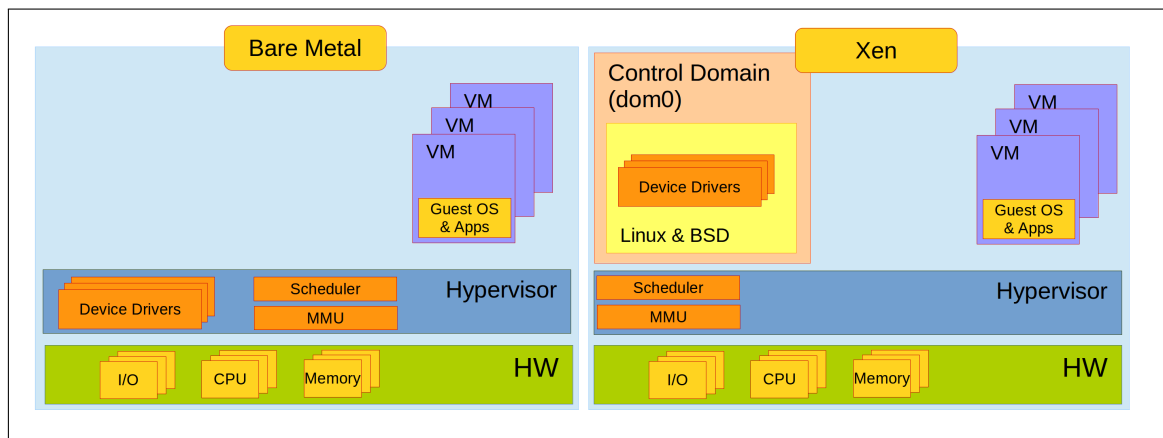 Bare Metal
VM
VM
VM
Guest OS
& Apps
Device Drivers
Scheduler
MMU
Hypervisor
I/O
CPU
Memory
HW
Xen
Control Domain
(dom0)
Device Drivers
Linux & BSD
VM
VM
VM
Guest OS
& Apps
Scheduler
MMU
Hypervisor
I/O
CPU
Memory
HW